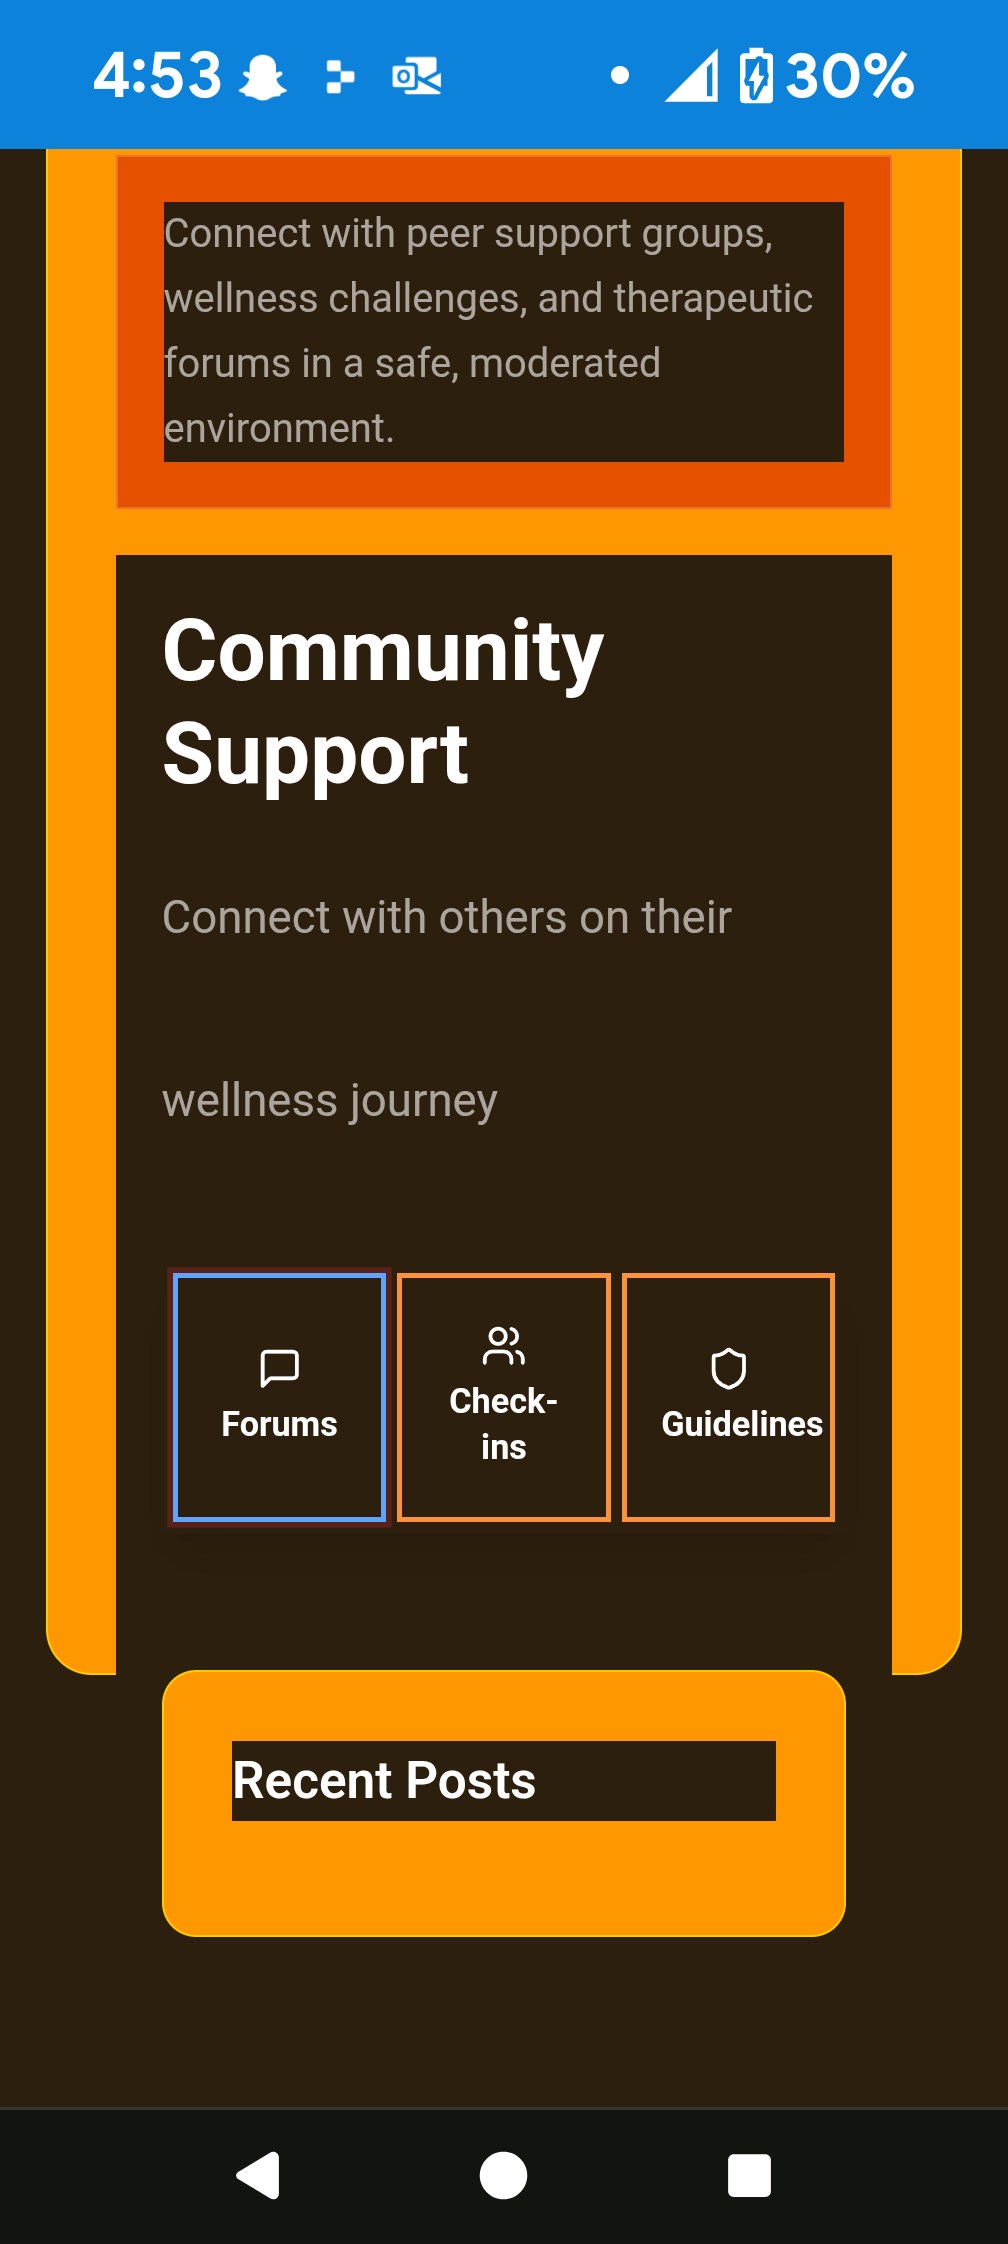 4:53 30%
Connect with peer support groups,
wellness challenges, and therapeutic
forums in a safe, moderated
environment.
Community
Support
Connect with others on their
wellness journey
Forums
Check-
ins
Guidelines
Recent Posts